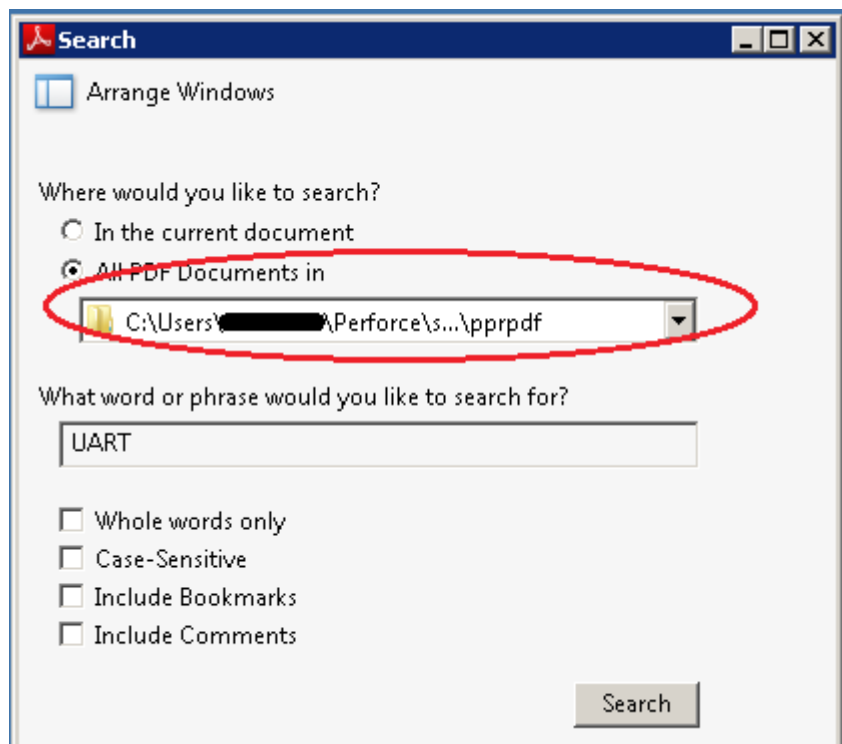 Search
Arrange Windows
Where would you like to search?
In the current document
All PDF Documents in
C:\Users\ \Perforce\s...\pprpdf
What word or phrase would you like to search for?
UART
Whole words only
Case-Sensitive
Include Bookmarks
Include Comments
Search